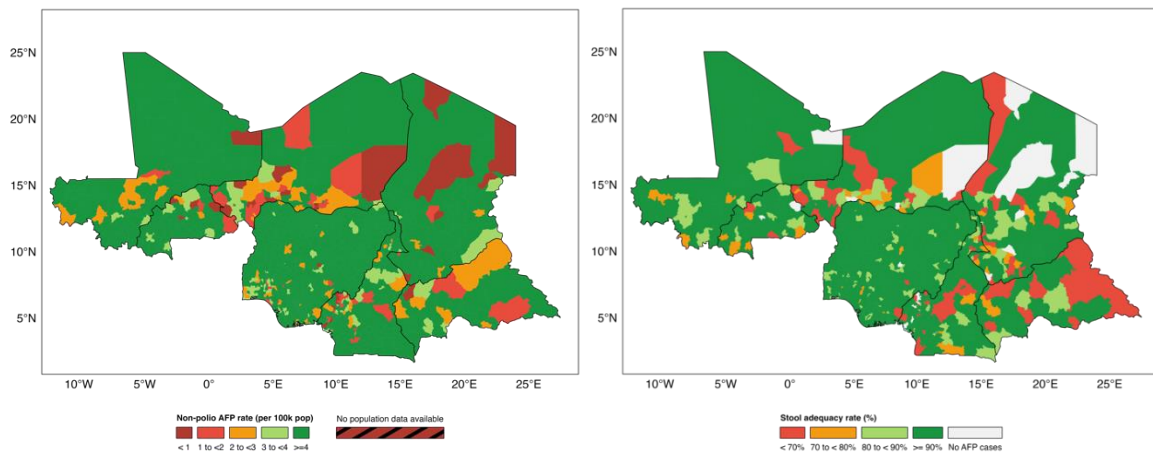 25°N
20°N
15°N
10°N
5°N
10°W 5°W 0° 5°E 10°E 15°E 20°E 25°E
Non-polio AFP rate (per 100k pop)
< 1 1 to <2 2 to <3 3 to <4 >=4
No population data available
25°N
20°N
15°N
10°N
5°N
10°W 5°W 0° 5°E 10°E 15°E 20°E 25°E
Stool adequacy rate (%)
< 70% 70 to < 80% 80 to < 90% >= 90% No AFP cases